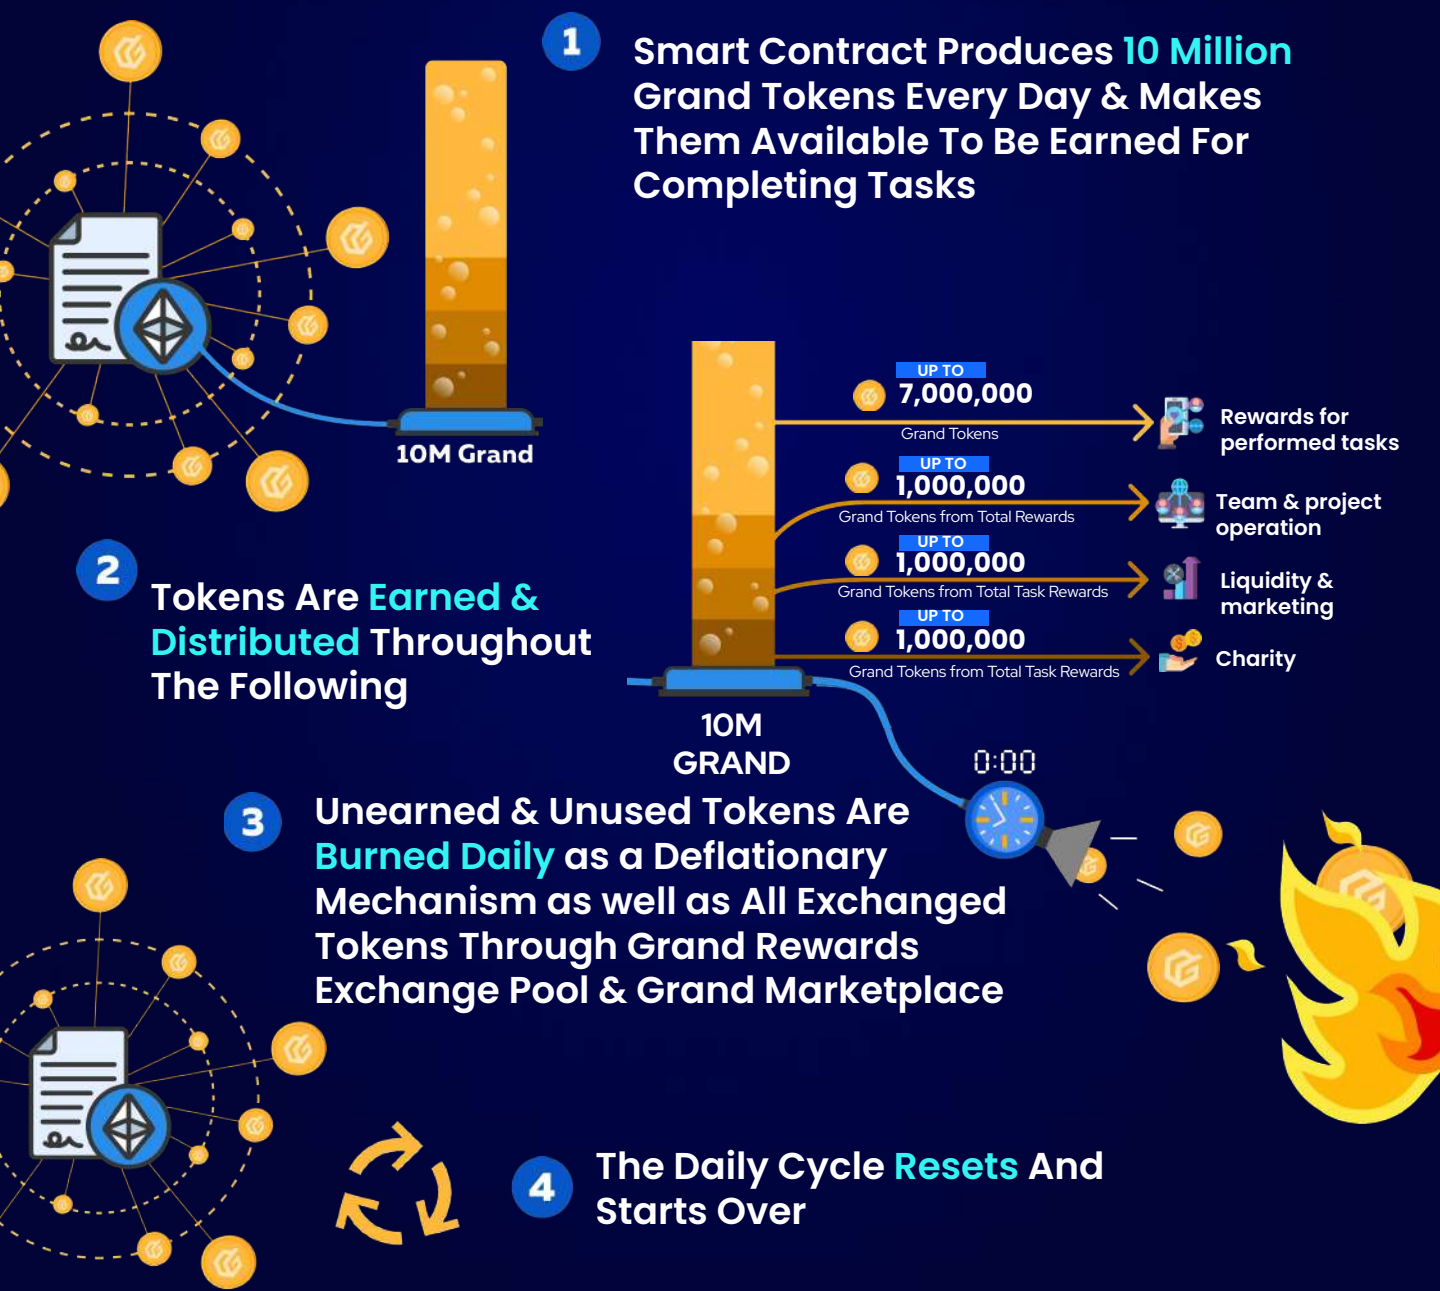 1
Smart Contract Produces 10 Million
Grand Tokens Every Day & Makes
Them Available To Be Earned For
Completing Tasks
10M Grand
UP TO
7,000,000
Grand Tokens
Rewards for
performed tasks
UP TO
1,000,000
Grand Tokens from Total Rewards
Team & project
operation
UP TO
1,000,000
Grand Tokens from Total Task Rewards
Liquidity &
marketing
UP TO
1,000,000
Grand Tokens from Total Task Rewards
Charity
10M
GRAND
2
Tokens Are Earned &
Distributed Throughout
The Following
0:00
3
Unearned & Unused Tokens Are
Burned Daily as a Deflationary
Mechanism as well as All Exchanged
Tokens Through Grand Rewards
Exchange Pool & Grand Marketplace
4
The Daily Cycle Resets And
Starts Over